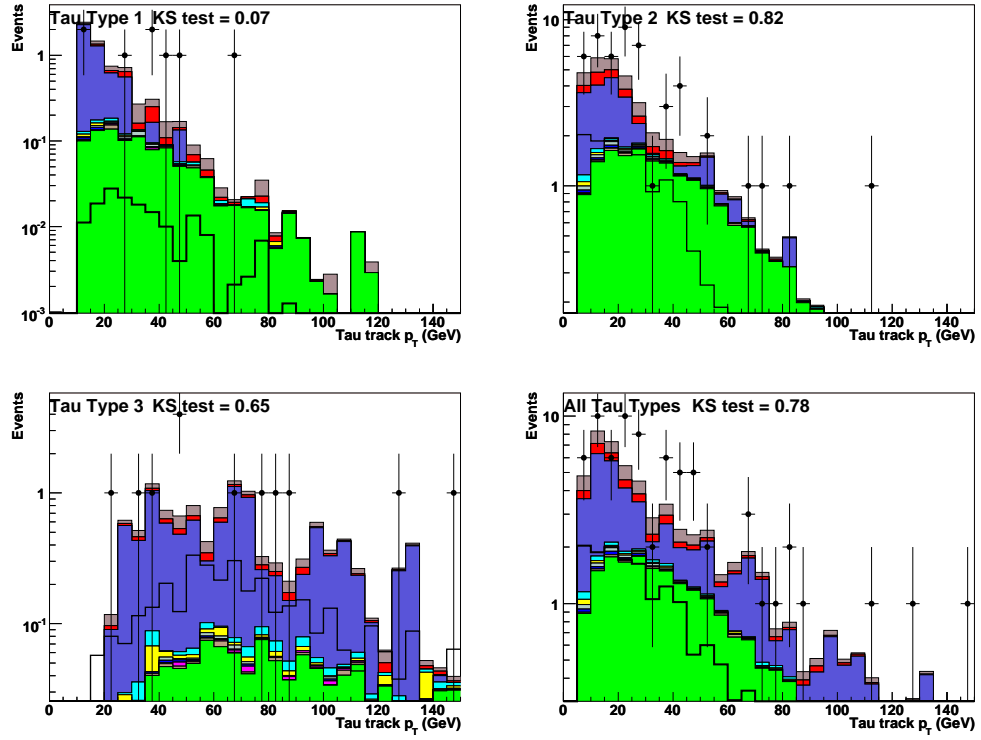 Tau Type 1 KS test = 0.07
Events
1
10-1
10-2
10-3
0 20 40 60 80 100 120 140
Tau track pT (GeV)
Tau Type 2 KS test = 0.82
Events
10
1
0 20 40 60 80 100 120 140
Tau track pT (GeV)
Tau Type 3 KS test = 0.65
Events
1
10-1
0 20 40 60 80 100 120 140
Tau track pT (GeV)
All Tau Types KS test = 0.78
Events
10
1
0 20 40 60 80 100 120 140
Tau track pT (GeV)